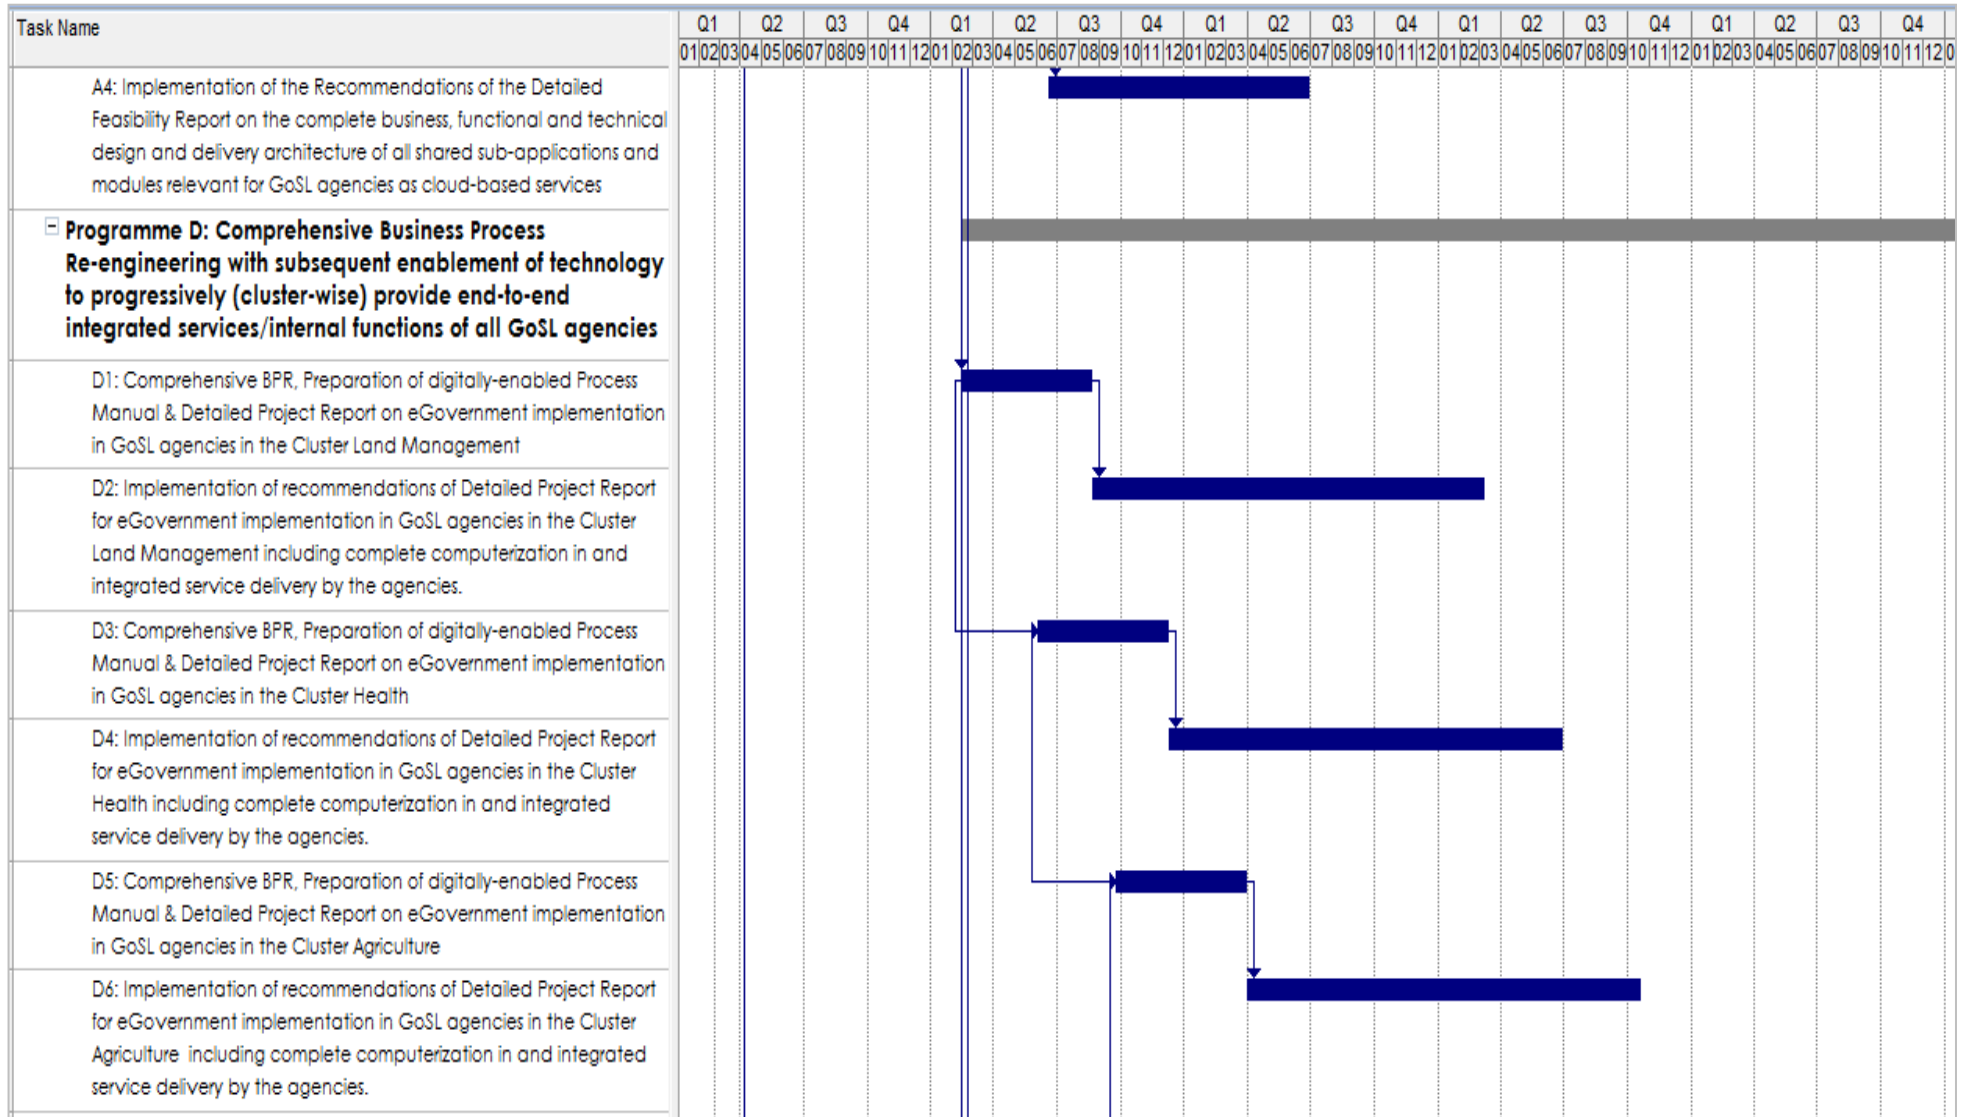 Task Name
Q1 Q2 Q3 Q4 Q1 Q2 Q3 Q4 Q1 Q2 Q3 Q4 Q1 Q2 Q3 Q4 Q1 Q2 Q3 Q4
01 02 03 04 05 06 07 08 09 10 11 12 01 02 03 04 05 06 07 08 09 10 11 12 01 02 03 04 05 06 07 08 09 10 11 12 01 02 03 04 05 06 07 08 09 10 11 12 01 02 03 04 05 06 07 08 09 10 11 12 0
A4: Implementation of the Recommendations of the Detailed
Feasibility Report on the complete business, functional and technical
design and delivery architecture of all shared sub-applications and
modules relevant for GoSL agencies as cloud-based services
Programme D: Comprehensive Business Process
Re-engineering with subsequent enablement of technology
to progressively (cluster-wise) provide end-to-end
integrated services/internal functions of all GoSL agencies
D1: Comprehensive BPR, Preparation of digitally-enabled Process
Manual & Detailed Project Report on eGovernment implementation
in GoSL agencies in the Cluster Land Management
D2: Implementation of recommendations of Detailed Project Report
for eGovernment implementation in GoSL agencies in the Cluster
Land Management including complete computerization in and
integrated service delivery by the agencies.
D3: Comprehensive BPR, Preparation of digitally-enabled Process
Manual & Detailed Project Report on eGovernment implementation
in GoSL agencies in the Cluster Health
D4: Implementation of recommendations of Detailed Project Report
for eGovernment implementation in GoSL agencies in the Cluster
Health including complete computerization in and integrated
service delivery by the agencies.
D5: Comprehensive BPR, Preparation of digitally-enabled Process
Manual & Detailed Project Report on eGovernment implementation
in GoSL agencies in the Cluster Agriculture
D6: Implementation of recommendations of Detailed Project Report
for eGovernment implementation in GoSL agencies in the Cluster
Agriculture including complete computerization in and integrated
service delivery by the agencies.